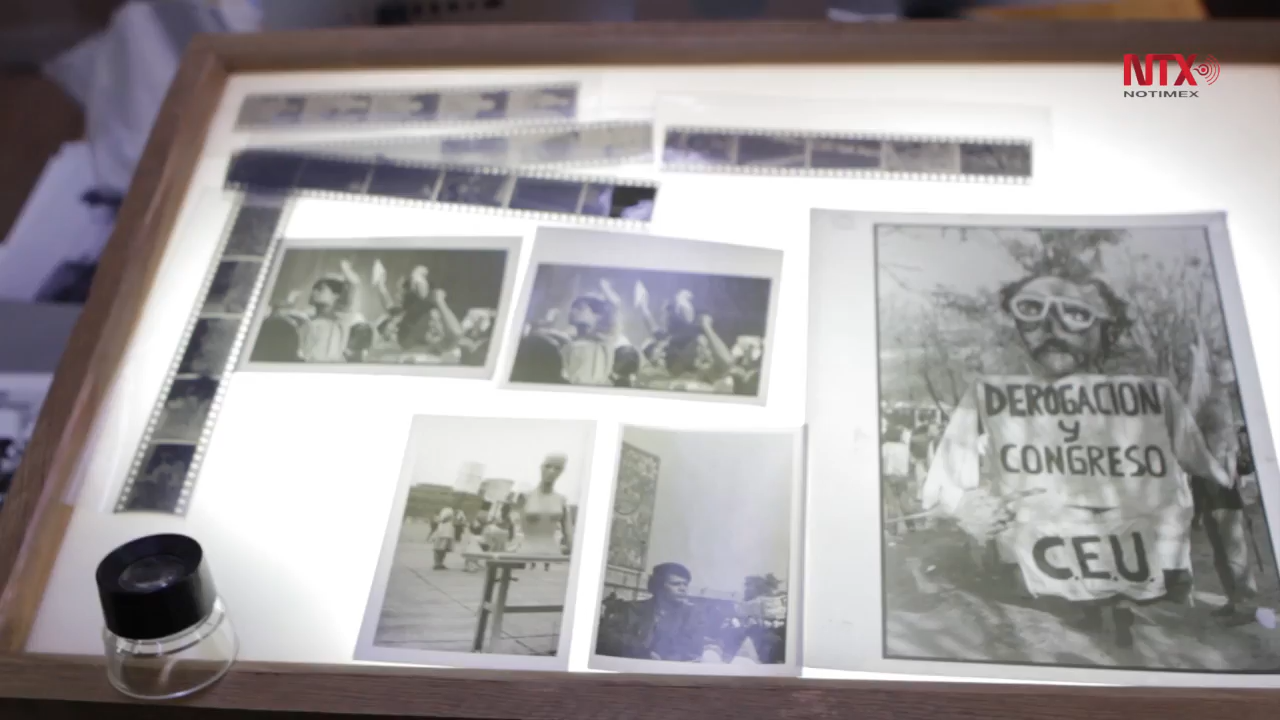 NTX
NOTIMEX
DEROGACION
y
CONGRESO
C.E.U.